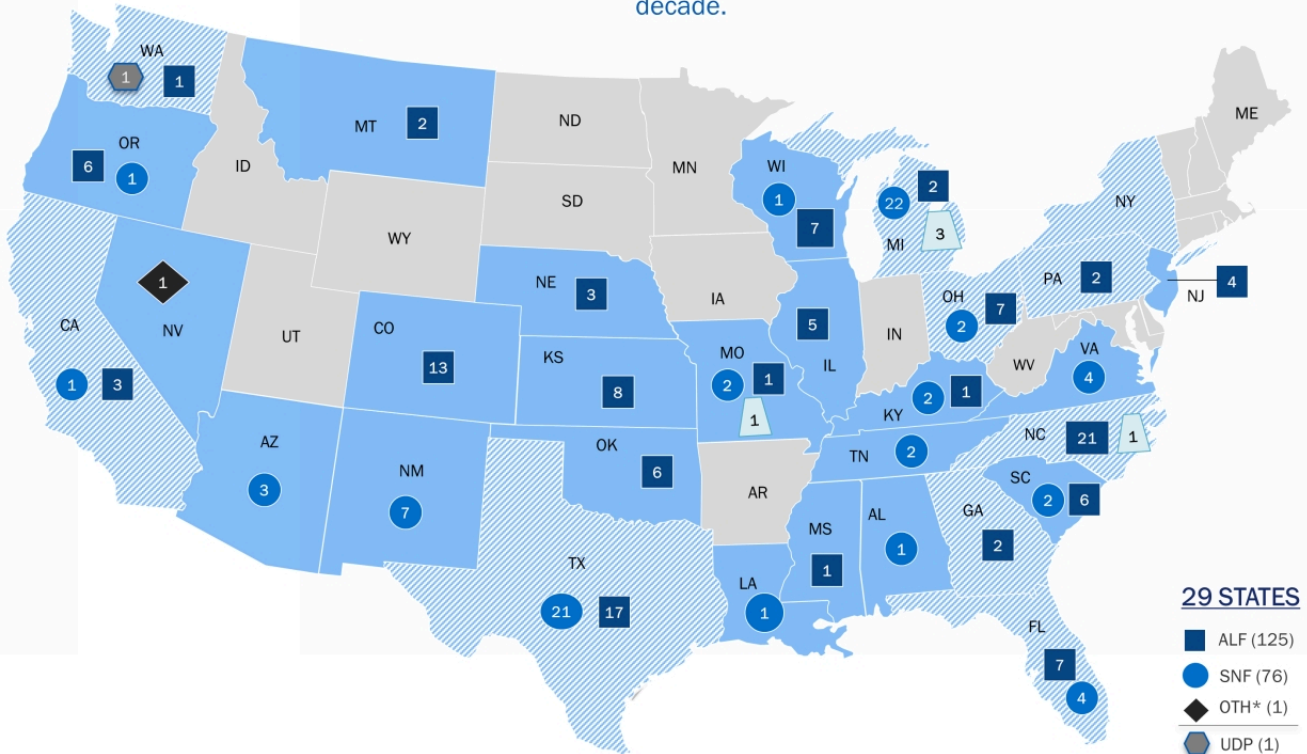 decade.
WA
1 1
OR
6 1
MT 2
ID
ND
MN
SD
WY
WI
1
7
22 2
MI 3
NY
ME
1
NV
CA
1 3
UT
CO
13
NE 3
IA
IL
5
IN
OH
2 7
PA 2
NJ 4
WV
VA
4
KS
8
MO
2 1
1
KY 2 1
AZ
3
NM
7
OK
6
AR
TN 2
NC 21 1
SC
2 6
GA
2
MS
1
AL
1
TX
21 17
LA
1
FL
7
4
29 STATES
ALF (125)
SNF (76)
OTH* (1)
UDP (1)